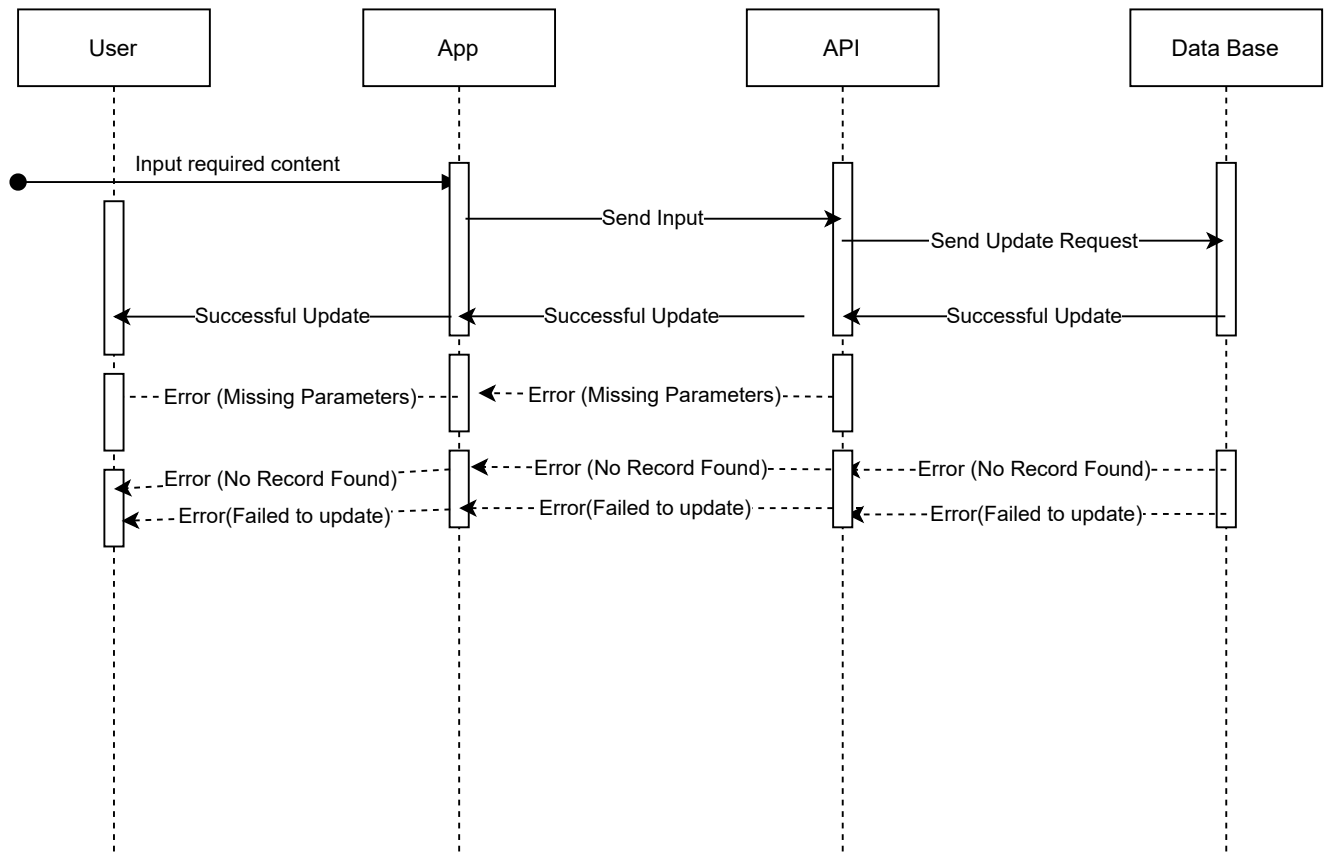 User
App
API
Data Base
Input required content
Send Input
Send Update Request
Successful Update
Successful Update
Successful Update
Error (Missing Parameters)
Error (Missing Parameters)
Error (No Record Found)
Error (No Record Found)
Error (No Record Found)
Error(Failed to update)
Error(Failed to update)
Error(Failed to update)